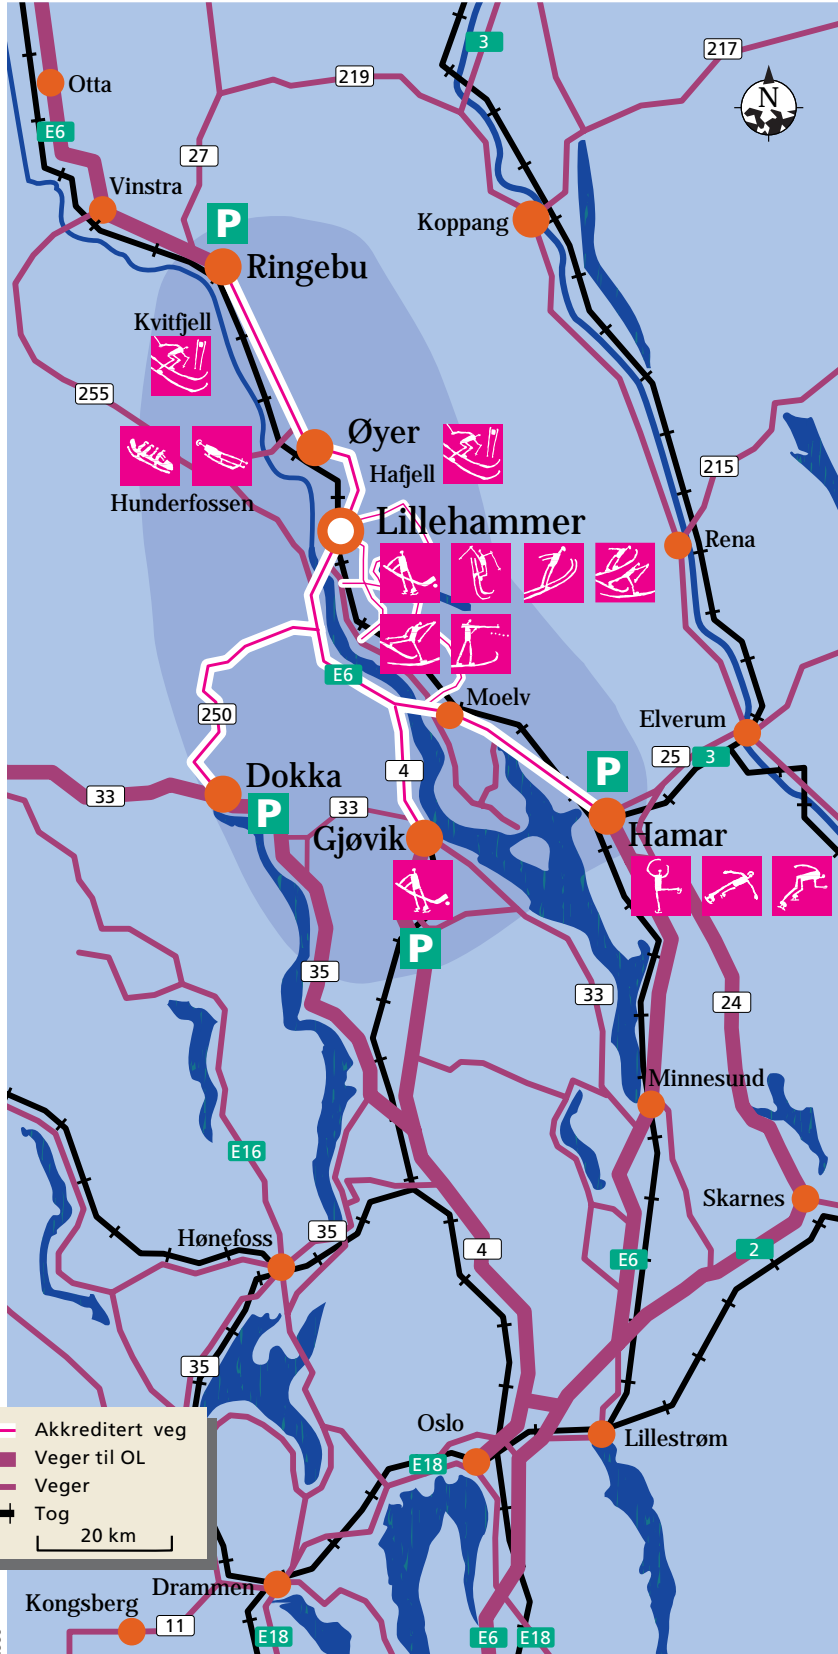 3
217
Otta
219
N
E6
27
Vinstra
P
Koppang
Ringebu
Kvitfjell
255
Øyer
Hafjell
215
Hunderfossen
Lillehammer
Rena
E6
Moelv
250
Elverum
25 3
4
P
Dokka
33
33
P
Gjøvik
Hamar
P
35
33
24
Minnesund
E16
Skarnes
Hønefoss
35
4
2
E6
35
Oslo
Akkreditert veg
Lillestrøm
Veger til OL
E18
Veger
Tog
20 km
Drammen
Kongsberg
11
E18
E6
E18